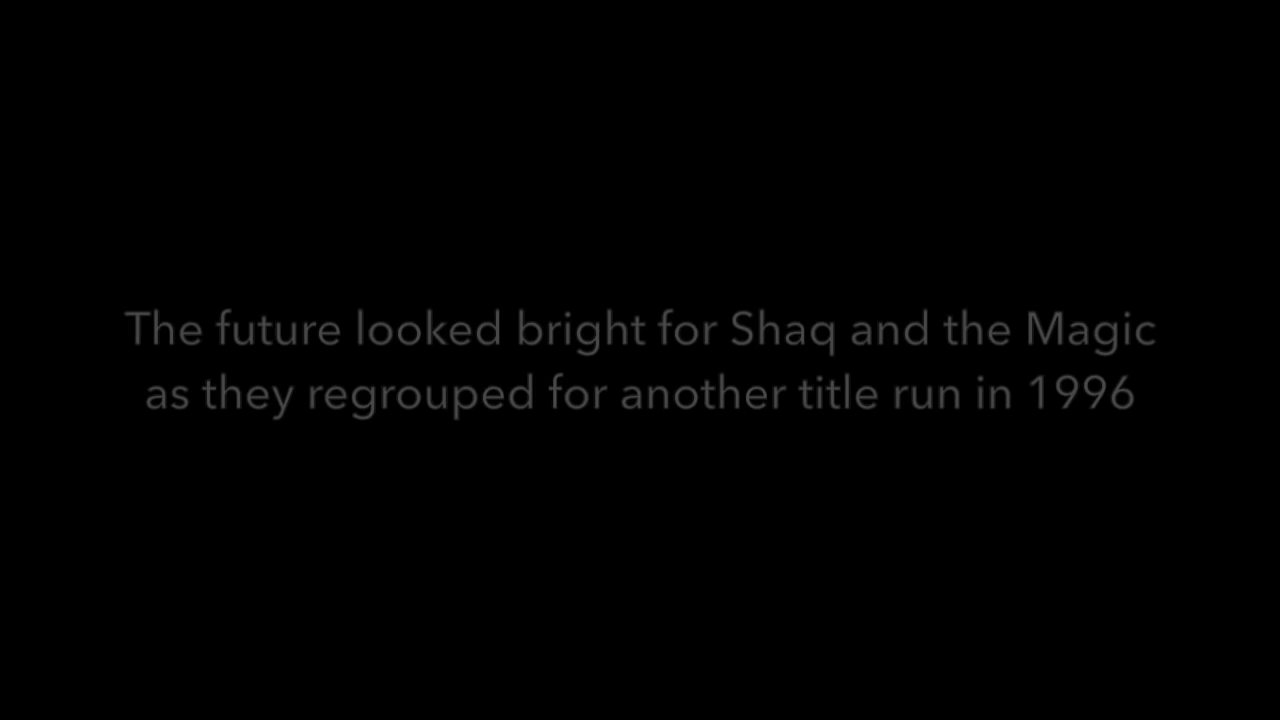 The future looked bright for Shaq and the Magic
as they regrouped for another title run in 1996